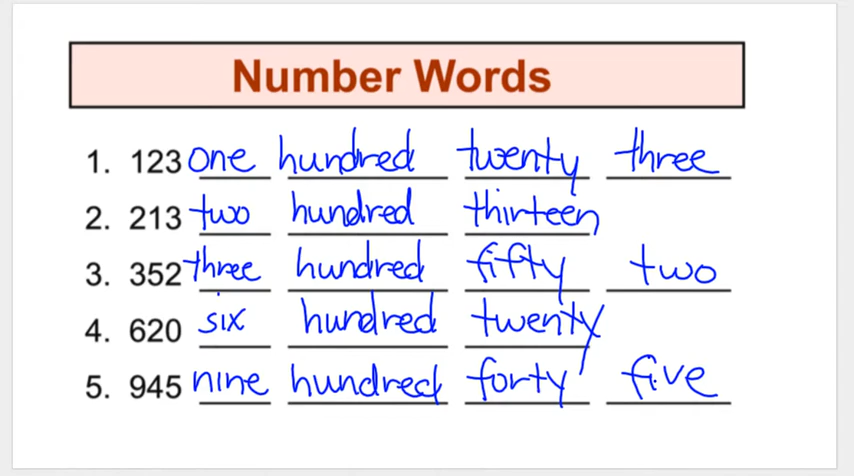 Number Words
1. 123 one hundred twenty three
2. 213 two hundred thirteen
3. 352 three hundred fifty two
4. 620 six hundred twenty
5. 945 nine hundred forty five